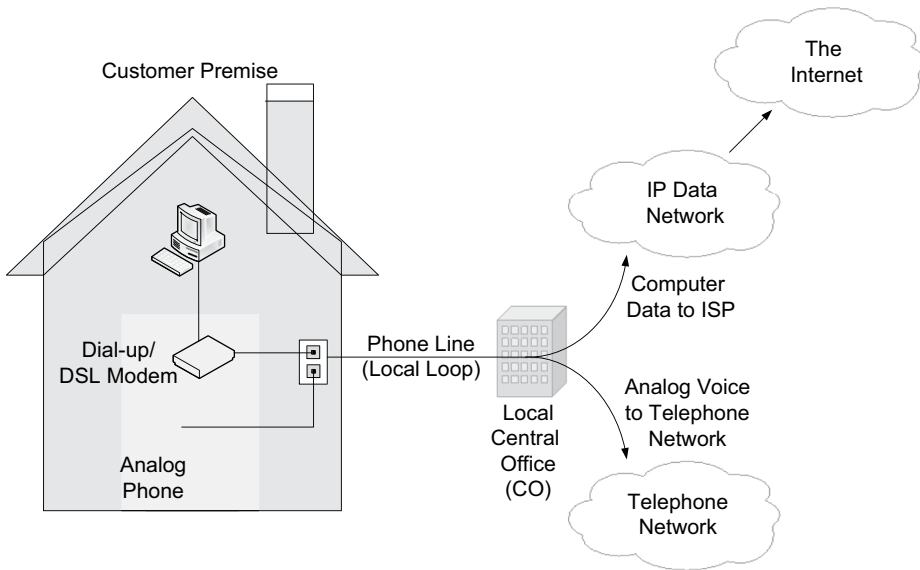 The
Internet
Customer Premise
IP Data
Network
Computer
Data to ISP
Dial-up/
DSL Modem
Phone Line
(Local Loop)
Analog Voice
to Telephone
Network
Local
Central
Office
(CO)
Analog
Phone
Telephone
Network